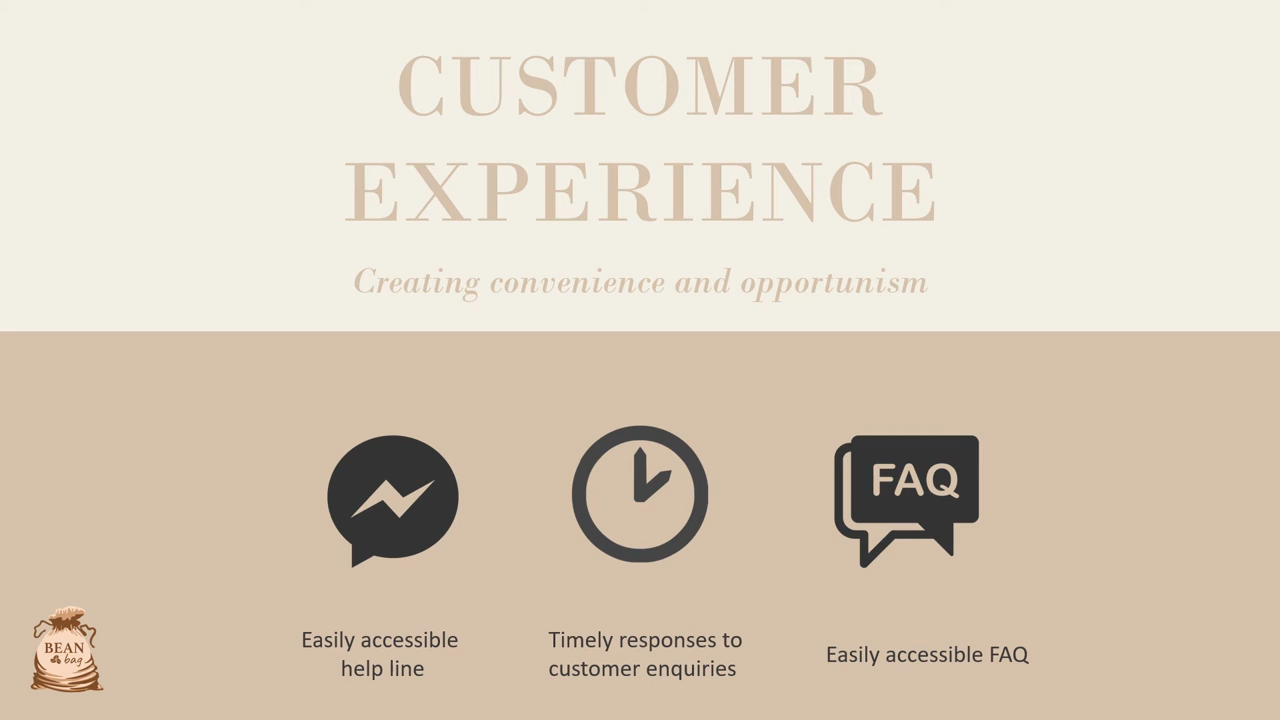 CUSTOMER
EXPERIENCE
Creating convenience and opportunism
FAQ
Easily accessible
help line
Timely responses to
customer enquiries
Easily accessible FAQ
BEAN
bag